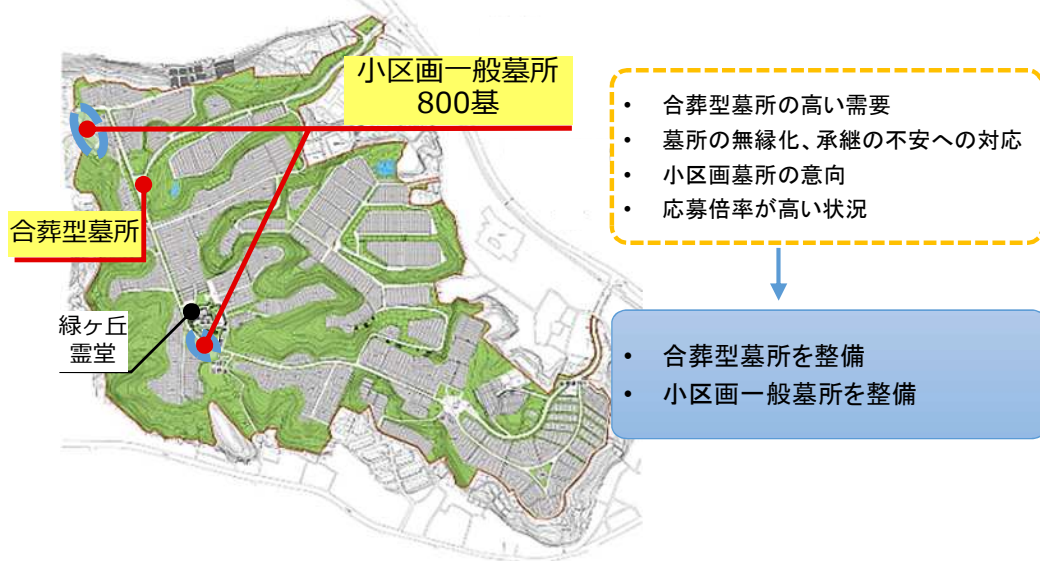 小区画一般墓所
800基
合葬型墓所
緑ヶ丘
霊堂
• 合葬型墓所の高い需要
• 墓所の無縁化、承継の不安への対応
• 小区画墓所の意向
• 応募倍率が高い状況
• 合葬型墓所を整備
• 小区画一般墓所を整備